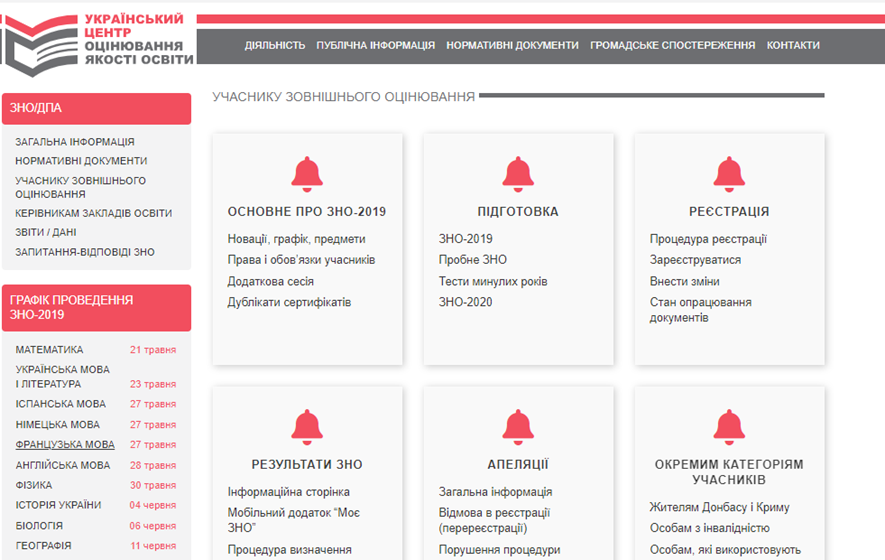 УКРАЇНСЬКИЙ
ЦЕНТР
ОЦІНЮВАННЯ
ЯКОСТІ ОСВІТИ
ДІЯЛЬНІСТЬ ПУБЛІЧНА ІНФОРМАЦІЯ НОРМАТИВНІ ДОКУМЕНТИ ГРОМАДСЬКЕ СПОСТЕРЕЖЕННЯ КОНТАКТИ
ЗНО/ДПА
ЗАГАЛЬНА ІНФОРМАЦІЯ
НОРМАТИВНІ ДОКУМЕНТИ
УЧАСНИКУ ЗОВНІШНЬОГО
ОЦІНЮВАННЯ
КЕРІВНИКАМ ЗАКЛАДІВ ОСВІТИ
ЗВІТИ / ДАНІ
ЗАПИТАННЯ-ВІДПОВІДІ ЗНО
ГРАФІК ПРОВЕДЕННЯ
ЗНО-2019
МАТЕМАТИКА 21 травня
УКРАЇНСЬКА МОВА
І ЛІТЕРАТУРА 23 травня
ІСПАНСЬКА МОВА 27 травня
НІМЕЦЬКА МОВА 27 травня
ФРАНЦУЗЬКА МОВА 27 травня
АНГЛІЙСЬКА МОВА 28 травня
ФІЗИКА 30 травня
ІСТОРІЯ УКРАЇНИ 04 червня
БІОЛОГІЯ 06 червня
ГЕОГРАФІЯ 11 червня
УЧАСНИКУ ЗОВНІШНЬОГО ОЦІНЮВАННЯ
ОСНОВНЕ ПРО ЗНО-2019
Новації, графік, предмети
Права і обов’язки учасників
Додаткова сесія
Дублікати сертифікатів
ПІДГОТОВКА
ЗНО-2019
Пробне ЗНО
Тести минулих років
ЗНО-2020
РЕЄСТРАЦІЯ
Процедура реєстрації
Зареєструватися
Внести зміни
Стан опрацювання
документів
РЕЗУЛЬТАТИ ЗНО
Інформаційна сторінка
Мобільний додаток “Моє
ЗНО”
Процедура визначення
АПЕЛЯЦІЇ
Загальна інформація
Відмова в реєстрації
(перереєстрації)
Порушення процедури
ОКРЕМИМ КАТЕГОРІЯМ
УЧАСНИКІВ
Жителям Донбасу і Криму
Особам з інвалідністю
Особам, які використовують